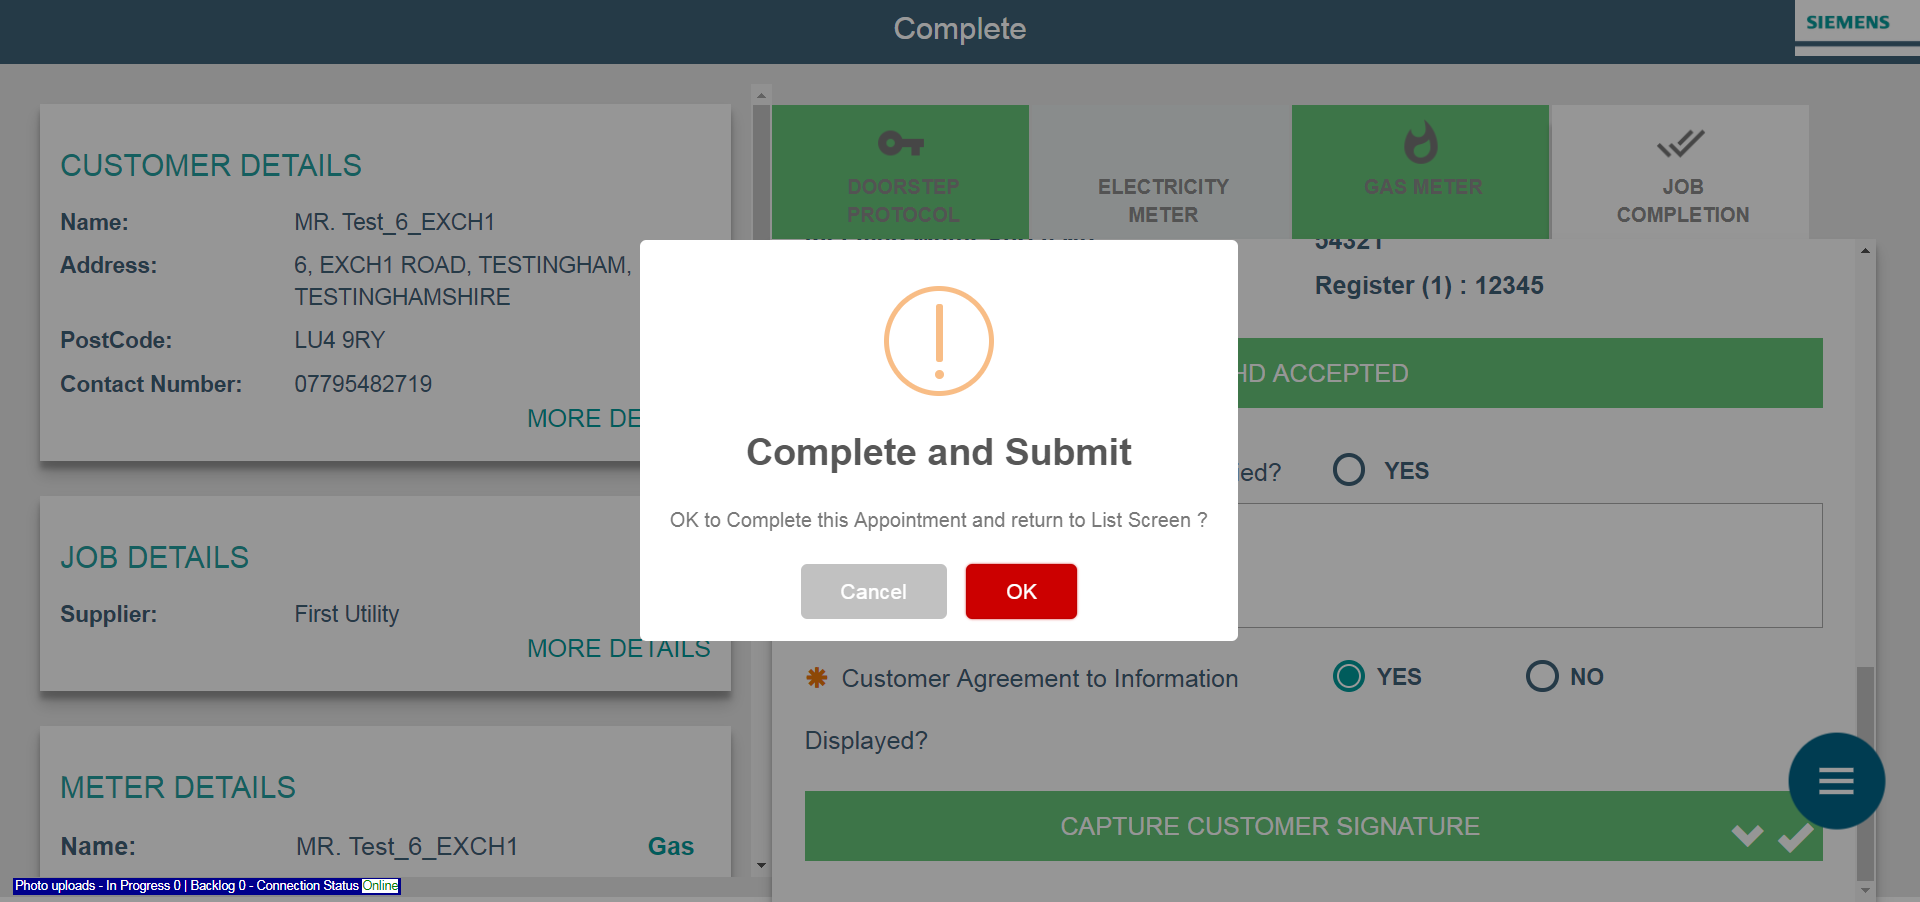 Complete
SIEMENS
CUSTOMER DETAILS
Name: MR. Test_6_EXCH1
Address: 6, EXCH1 ROAD, TESTINGHAM,
TESTINGHAMSHIRE
PostCode: LU4 9RY
Contact Number: 07795482719
MORE DE
JOB DETAILS
Supplier: First Utility
MORE DETAILS
METER DETAILS
Name: MR. Test_6_EXCH1 Gas
DOORSTEP
PROTOCOL
ELECTRICITY
METER
GAS METER
JOB
COMPLETION
54321
Register (1) : 12345
HD ACCEPTED
ied? YES
Complete and Submit
OK to Complete this Appointment and return to List Screen ?
Cancel OK
Customer Agreement to Information YES NO
Displayed?
CAPTURE CUSTOMER SIGNATURE
Photo uploads - In Progress 0 | Backlog 0 - Connection Status Online